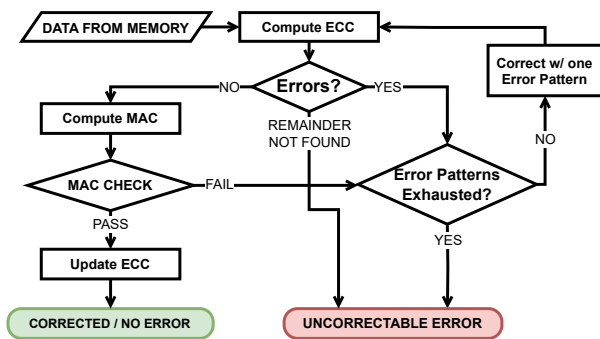 DATA FROM MEMORY
Compute ECC
Correct w/ one
Error Pattern
Errors?
NO
YES
REMAINDER
NOT FOUND
Compute MAC
NO
MAC CHECK
FAIL
Error Patterns
Exhausted?
PASS
YES
Update ECC
CORRECTED / NO ERROR
UNCORRECTABLE ERROR